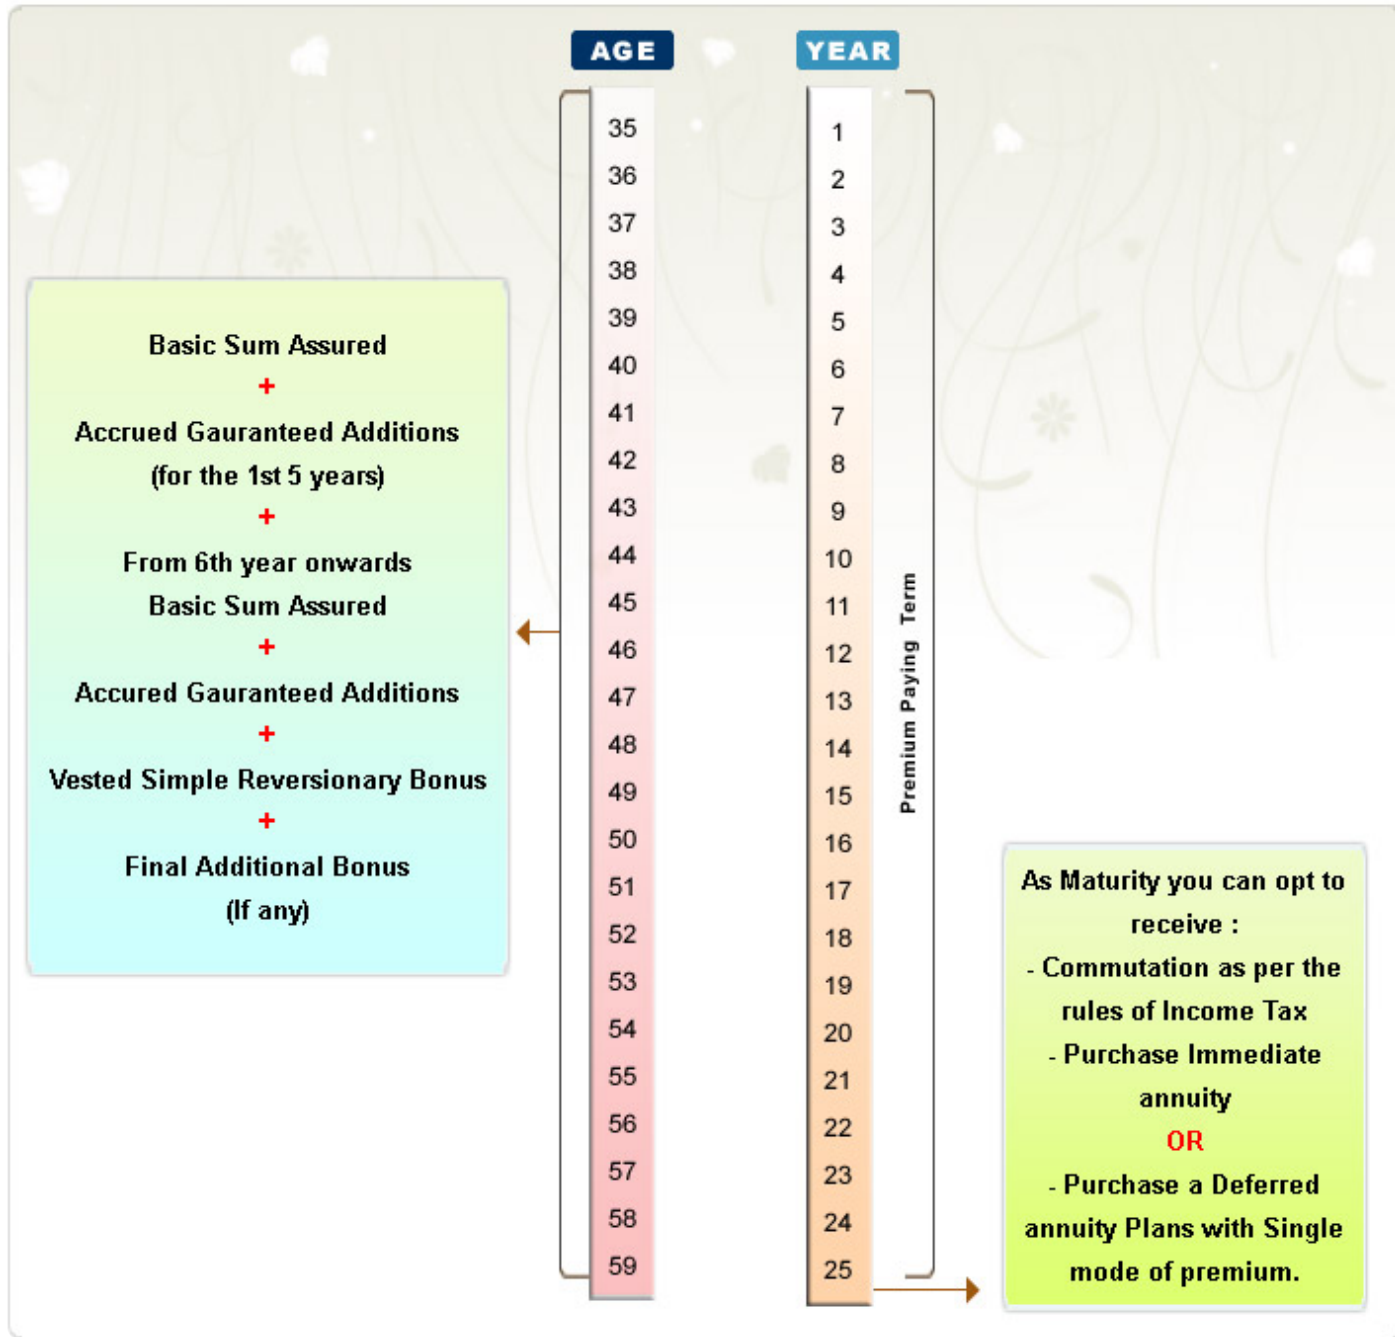 AGE
YEAR
35
36
37
38
39
40
41
42
43
44
45
46
47
48
49
50
51
52
53
54
55
56
57
58
59
1
2
3
4
5
6
7
8
9
10
11
12
13
14
15
16
17
18
19
20
21
22
23
24
25
Premium Paying Term
Basic Sum Assured
+
Accrued Gauranteed Additions
(for the 1st 5 years)
+
From 6th year onwards
Basic Sum Assured
+
Accured Gauranteed Additions
+
Vested Simple Reversionary Bonus
+
Final Additional Bonus
(If any)
As Maturity you can opt to
receive :
- Commutation as per the
rules of Income Tax
- Purchase Immediate
annuity
OR
- Purchase a Deferred
annuity Plans with Single
mode of premium.